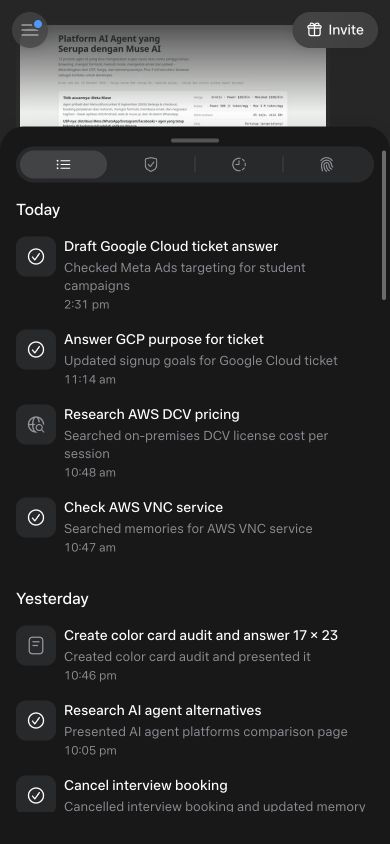 Platform AI Agent yang
Serupa dengan Muse AI
Invite
Today
Draft Google Cloud ticket answer
Checked Meta Ads targeting for student
campaigns
2:31 pm
Answer GCP purpose for ticket
Updated signup goals for Google Cloud ticket
11:14 am
Research AWS DCV pricing
Searched on-premises DCV license cost per
session
10:48 am
Check AWS VNC service
Searched memories for AWS VNC service
10:47 am
Yesterday
Create color card audit and answer 17 × 23
Created color card audit and presented it
10:46 pm
Research AI agent alternatives
Presented AI agent platforms comparison page
10:05 pm
Cancel interview booking
Cancelled interview booking and updated memory